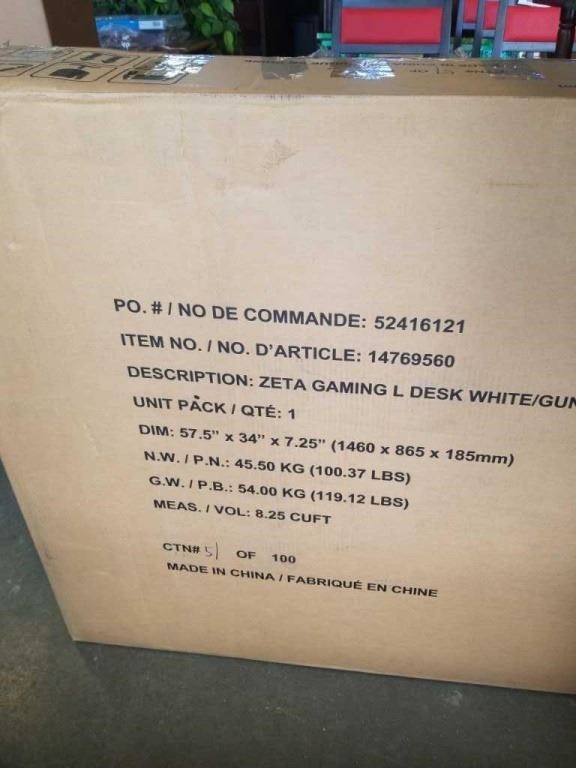 PO. # / NO DE COMMANDE: 52416121
ITEM NO. / NO. D'ARTICLE: 14769560
DESCRIPTION: ZETA GAMING L DESK WHITE/GUN
UNIT PACK / QTÉ: 1
DIM: 57.5” x 34” x 7.25” (1460 x 865 x 185mm)
N.W. / P.N.: 45.50 KG (100.37 LBS)
G.W. / P.B.: 54.00 KG (119.12 LBS)
MEAS. / VOL: 8.25 CUFT
CTN# 51 OF 100
MADE IN CHINA / FABRIQUÉ EN CHINE